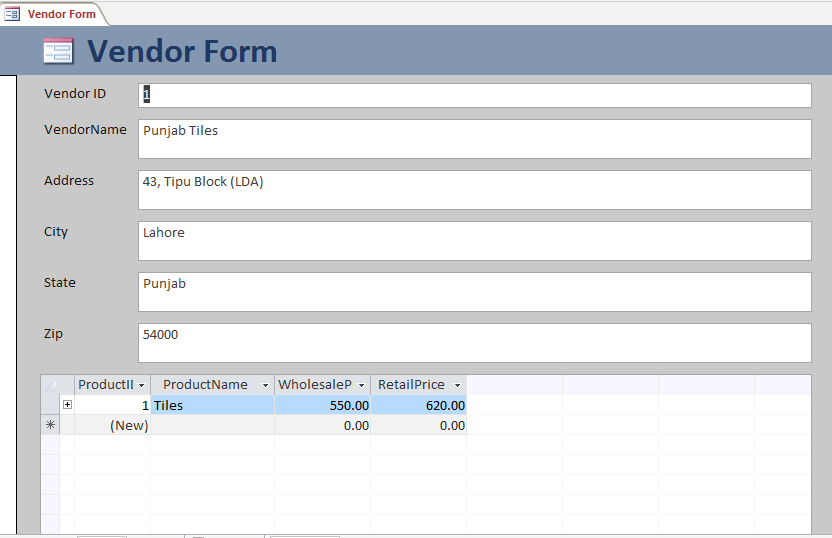 Vendor Form
Vendor Form
Vendor ID 1
VendorName Punjab Tiles
Address 43, Tipu Block (LDA)
City Lahore
State Punjab
Zip 54000
ProductID ProductName WholesaleP RetailPrice
1 Tiles 550.00 620.00
(New) 0.00 0.00